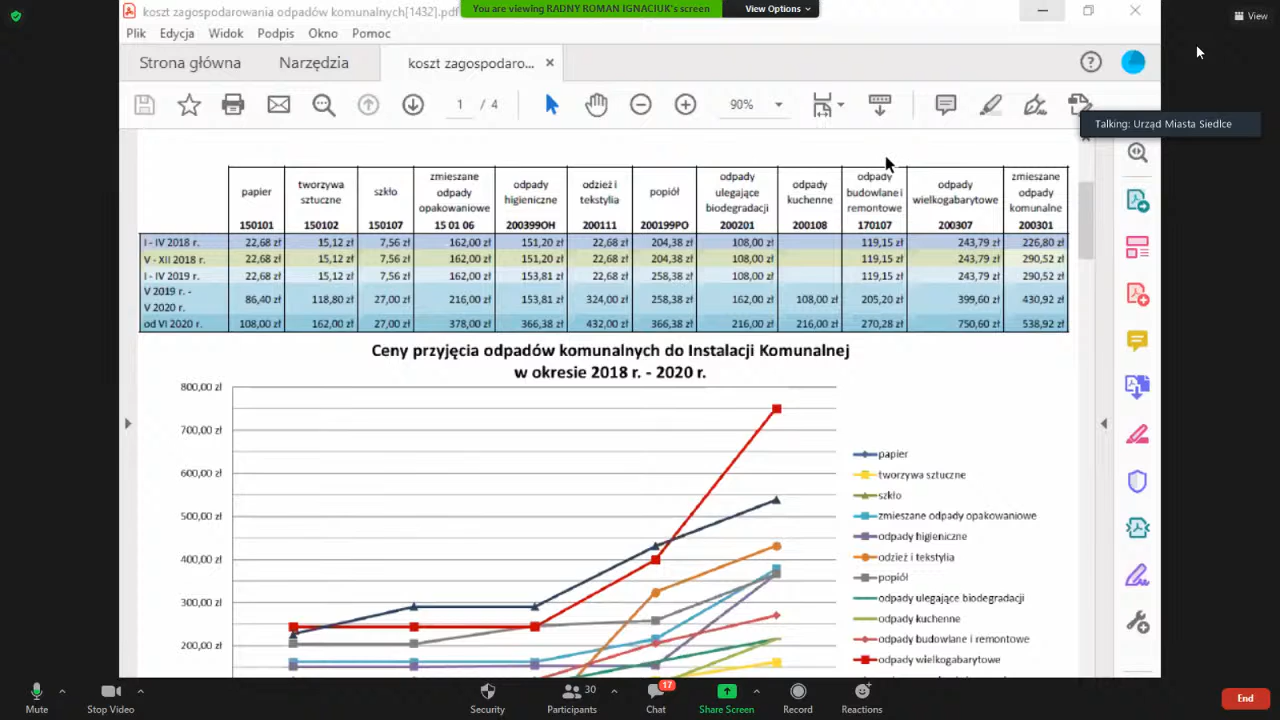 koszt zagospodarowania odpadów komunalnych[1432].pdf
You are viewing RADNY ROMAN IGNACIUK's screen
View Options
View
Plik Edycja Widok Podpis Okno Pomoc
Strona główna Narzędzia koszt zagospodaro... ×
1 / 4 90%
Talking: Urząd Miasta Siedlce
papier 150101
tworzywa sztuczne 150102
szkło 150107
zmieszane odpady opakowaniowe 15 01 06
odpady higieniczne 200399OH
odzież i tekstylia 200111
popiół 200199PO
odpady ulegające biodegradacji 200201
odpady kuchenne 200108
odpady budowlane i remontowe 170107
odpady wielkogabarytowe 200307
zmieszane odpady komunalne 200301
I - IV 2018 r. 22,68 zł 15,12 zł 7,56 zł 162,00 zł 151,20 zł 22,68 zł 204,38 zł 108,00 zł 119,15 zł 243,79 zł 226,80 zł
V - XII 2018 r. 22,68 zł 15,12 zł 7,56 zł 162,00 zł 151,20 zł 22,68 zł 204,38 zł 108,00 zł 119,15 zł 243,79 zł 290,52 zł
I - IV 2019 r. 22,68 zł 15,12 zł 7,56 zł 162,00 zł 153,81 zł 22,68 zł 258,38 zł 108,00 zł 119,15 zł 243,79 zł 290,52 zł
V 2019 r. - V 2020 r. 86,40 zł 118,80 zł 27,00 zł 216,00 zł 153,81 zł 324,00 zł 258,38 zł 162,00 zł 108,00 zł 205,20 zł 399,60 zł 430,92 zł
od VI 2020 r. 108,00 zł 162,00 zł 27,00 zł 378,00 zł 366,38 zł 432,00 zł 366,38 zł 216,00 zł 216,00 zł 270,28 zł 750,60 zł 538,92 zł
Ceny przyjęcia odpadów komunalnych do Instalacji Komunalnej
w okresie 2018 r. - 2020 r.
800,00 zł
700,00 zł
600,00 zł
500,00 zł
400,00 zł
300,00 zł
200,00 zł
papier
tworzywa sztuczne
szkło
zmieszane odpady opakowaniowe
odpady higieniczne
odzież i tekstylia
popiół
odpady ulegające biodegradacji
odpady kuchenne
odpady budowlane i remontowe
odpady wielkogabarytowe
Mute
Stop Video
Security
30
Participants
17
Chat
Share Screen
Record
Reactions
End